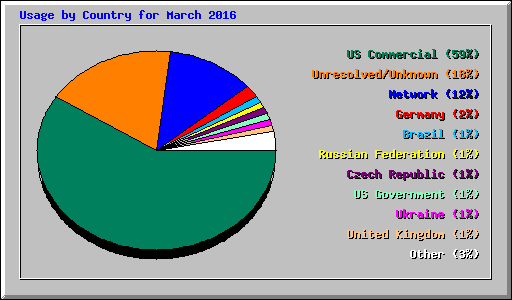 Usage by Country for March 2016
US Commercial (59%)
Unresolved/Unknown (18%)
Network (12%)
Germany (2%)
Brazil (1%)
Russian Federation (1%)
Czech Republic (1%)
US Government (1%)
Ukraine (1%)
United Kingdom (1%)
Other (3%)